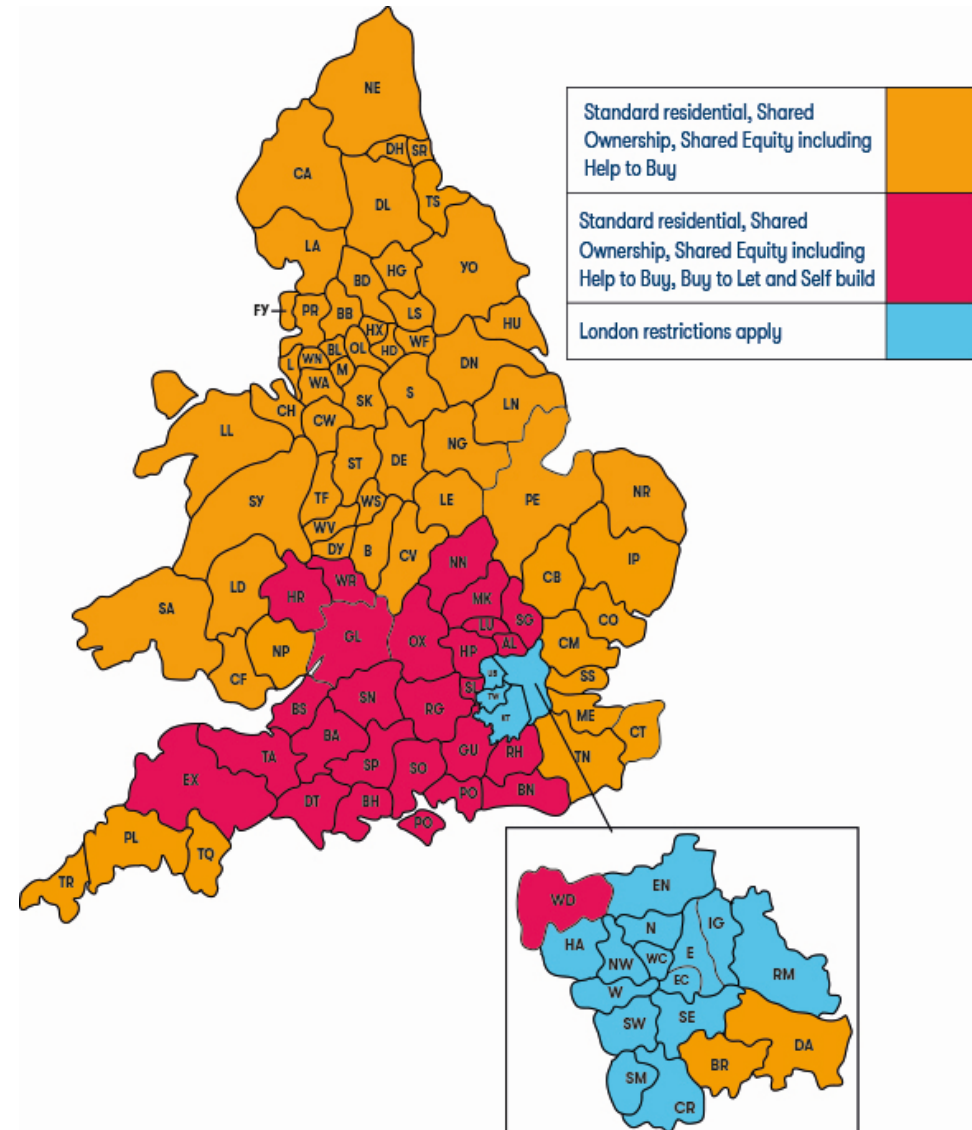 NE
Standard residential, Shared
Ownership, Shared Equity including
Help to Buy
DH SR
CA
DL
TS
Standard residential, Shared
Ownership, Shared Equity including
Help to Buy, Buy to Let and Self build
LA
HG
YO
BD
FY
PR
BB
LS
HU
London restrictions apply
HX
WF
BL
OL
HD
L
WN
M
DN
WA
S
SK
LN
CH
CW
LL
NG
ST
DE
SY
TF
WS
LE
PE
NR
WV
DY
B
CV
NN
IP
CB
LD
HR
WR
MK
SA
SG
CO
LU
GL
OX
AL
CM
NP
HP
CF
UB
SS
SL
TW
SN
BS
RG
KT
ME
CT
BA
GU
RH
TN
TA
SP
SO
EX
DT
BH
PO
BN
PO
PL
TQ
TR
EN
WD
IG
N
HA
E
NW
WC
EC
RM
W
SW
SE
DA
BR
SM
CR